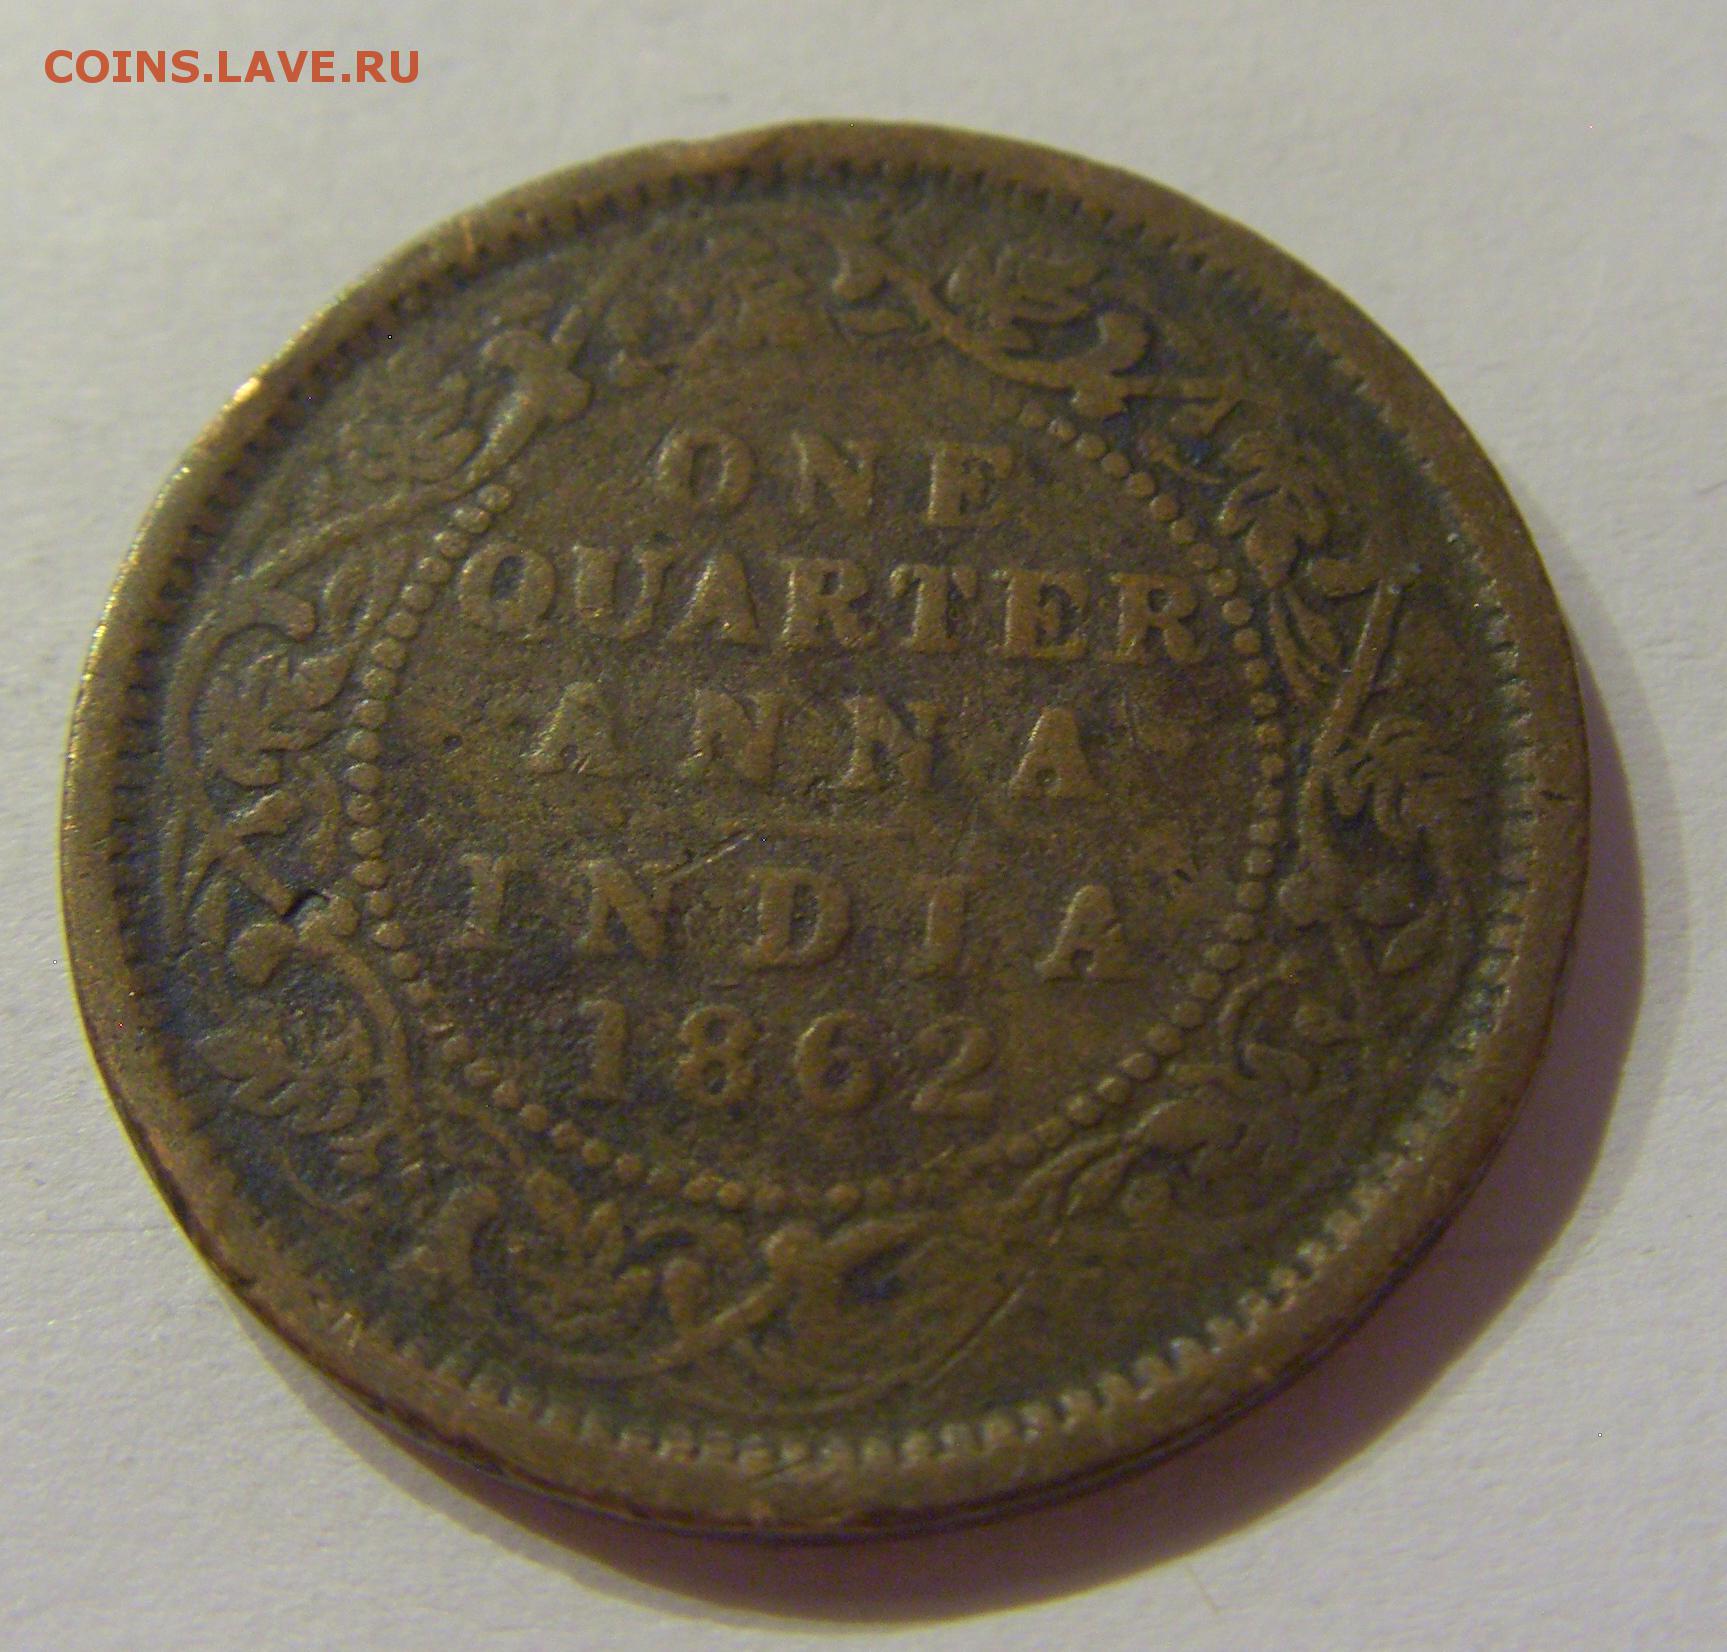 COINS.LAVE.RU
ONE
QUARTER
ANNA
INDIA
1862